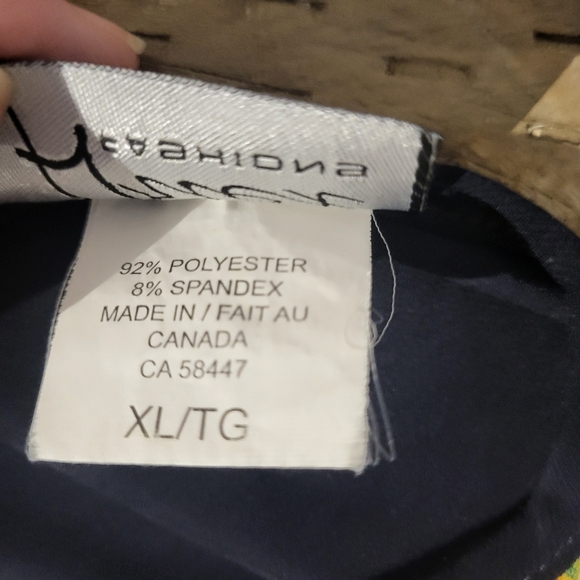 FASHIONS
92% POLYESTER
8% SPANDEX
MADE IN / FAIT AU
CANADA
CA 58447
XL/TG